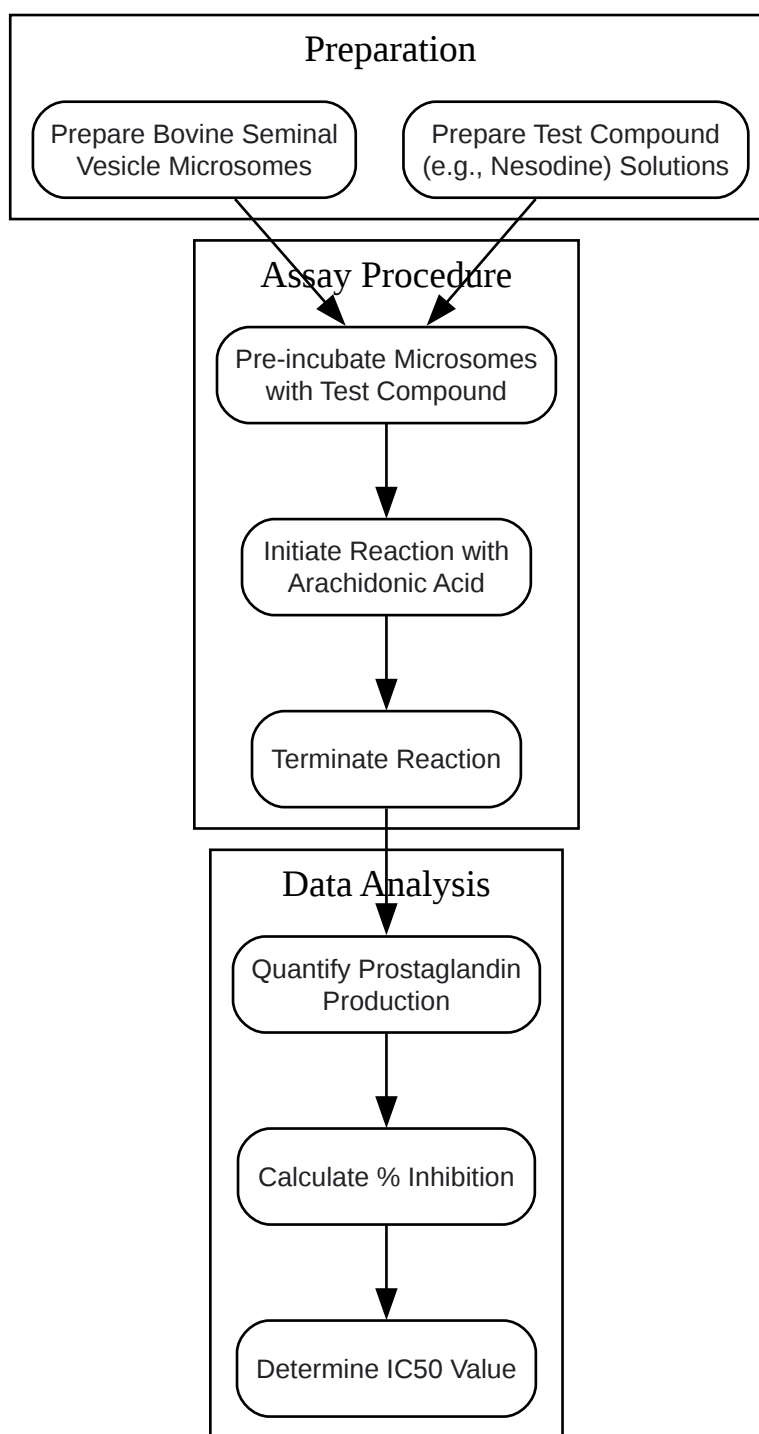 Preparation
Prepare Bovine Seminal
Vesicle Microsomes
Prepare Test Compound
(e.g., Nesodine) Solutions
Assay Procedure
Pre-incubate Microsomes
with Test Compound
Initiate Reaction with
Arachidonic Acid
Terminate Reaction
Data Analysis
Quantify Prostaglandin
Production
Calculate % Inhibition
Determine IC50 Value